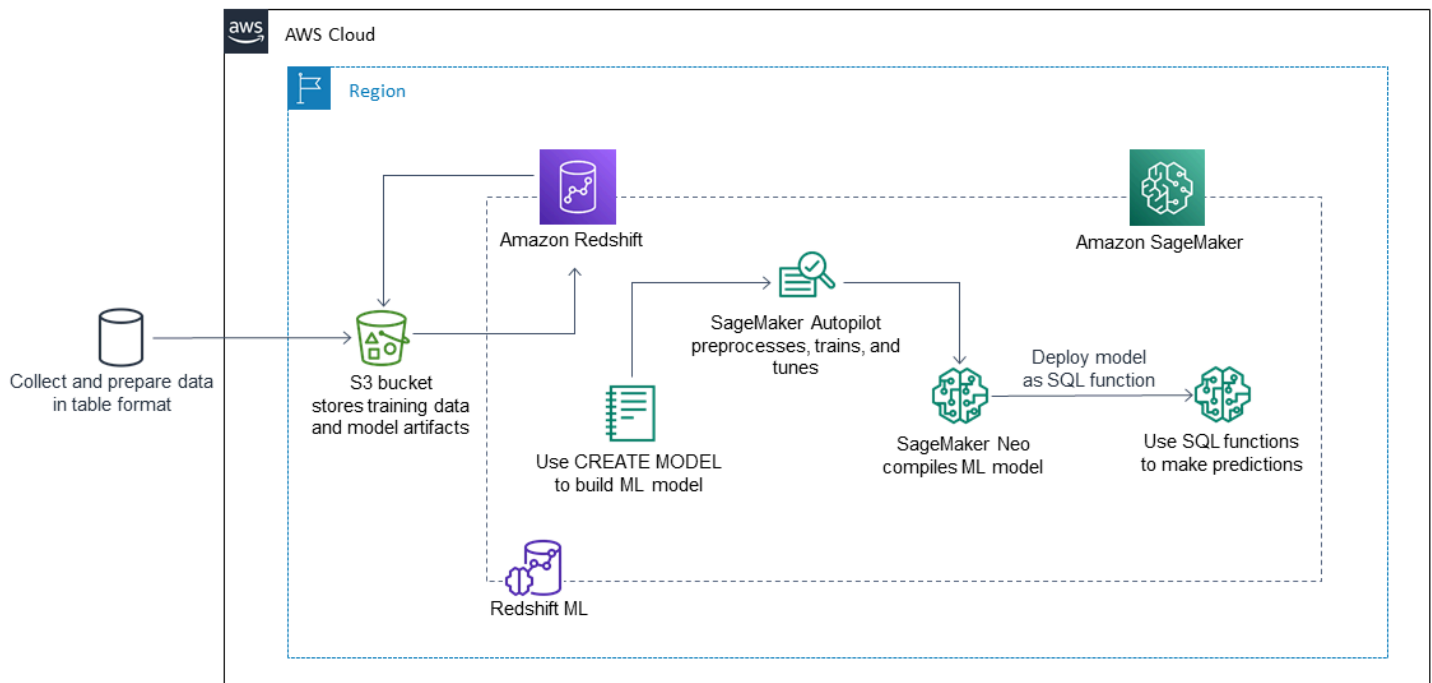 aws
AWS Cloud
Region
Amazon Redshift
Amazon SageMaker
Collect and prepare data
in table format
S3 bucket
stores training data
and model artifacts
SageMaker Autopilot
preprocesses, trains, and
tunes
Use CREATE MODEL
to build ML model
Deploy model
as SQL function
SageMaker Neo
compiles ML model
Use SQL functions
to make predictions
Redshift ML